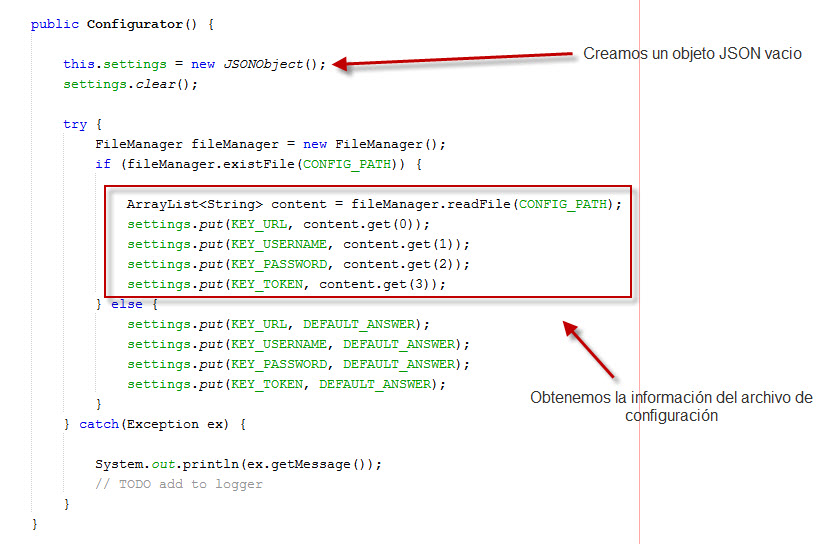 public Configurator() {
this.settings = new JSONObject();
Creamos un objeto JSON vacio
settings.clear();
try {
FileManager fileManager = new FileManager();
if (fileManager.existFile(CONFIG_PATH)) {
ArrayList<String> content = fileManager.readFile(CONFIG_PATH);
settings.put(KEY_URL, content.get(0));
settings.put(KEY_USERNAME, content.get(1));
settings.put(KEY_PASSWORD, content.get(2));
settings.put(KEY_TOKEN, content.get(3));
} else {
settings.put(KEY_URL, DEFAULT_ANSWER);
settings.put(KEY_USERNAME, DEFAULT_ANSWER);
settings.put(KEY_PASSWORD, DEFAULT_ANSWER);
settings.put(KEY_TOKEN, DEFAULT_ANSWER);
}
Obtenemos la información del archivo de
configuración
} catch(Exception ex) {
System.out.println(ex.getMessage());
// TODO add to logger
}
}